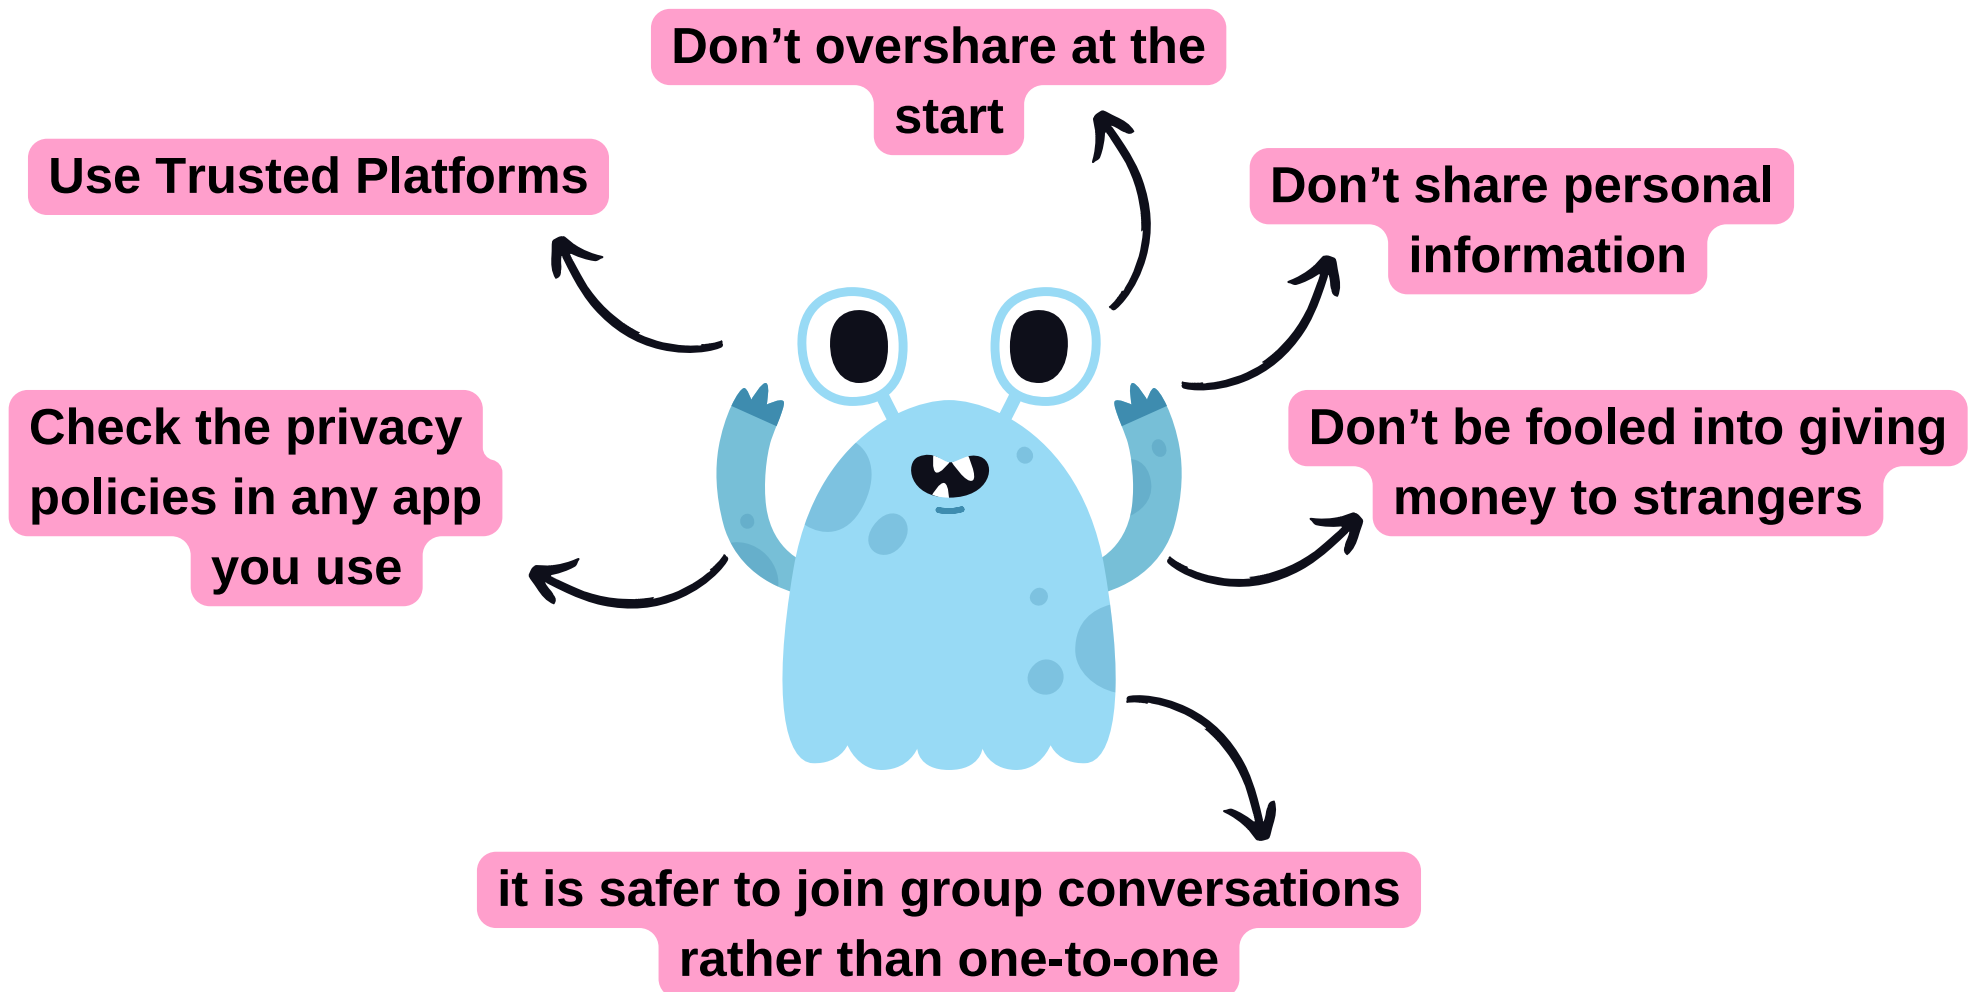 Don’t overshare at the
start
Use Trusted Platforms
Don’t share personal
information
Check the privacy
policies in any app
you use
Don’t be fooled into giving
money to strangers
it is safer to join group conversations
rather than one-to-one